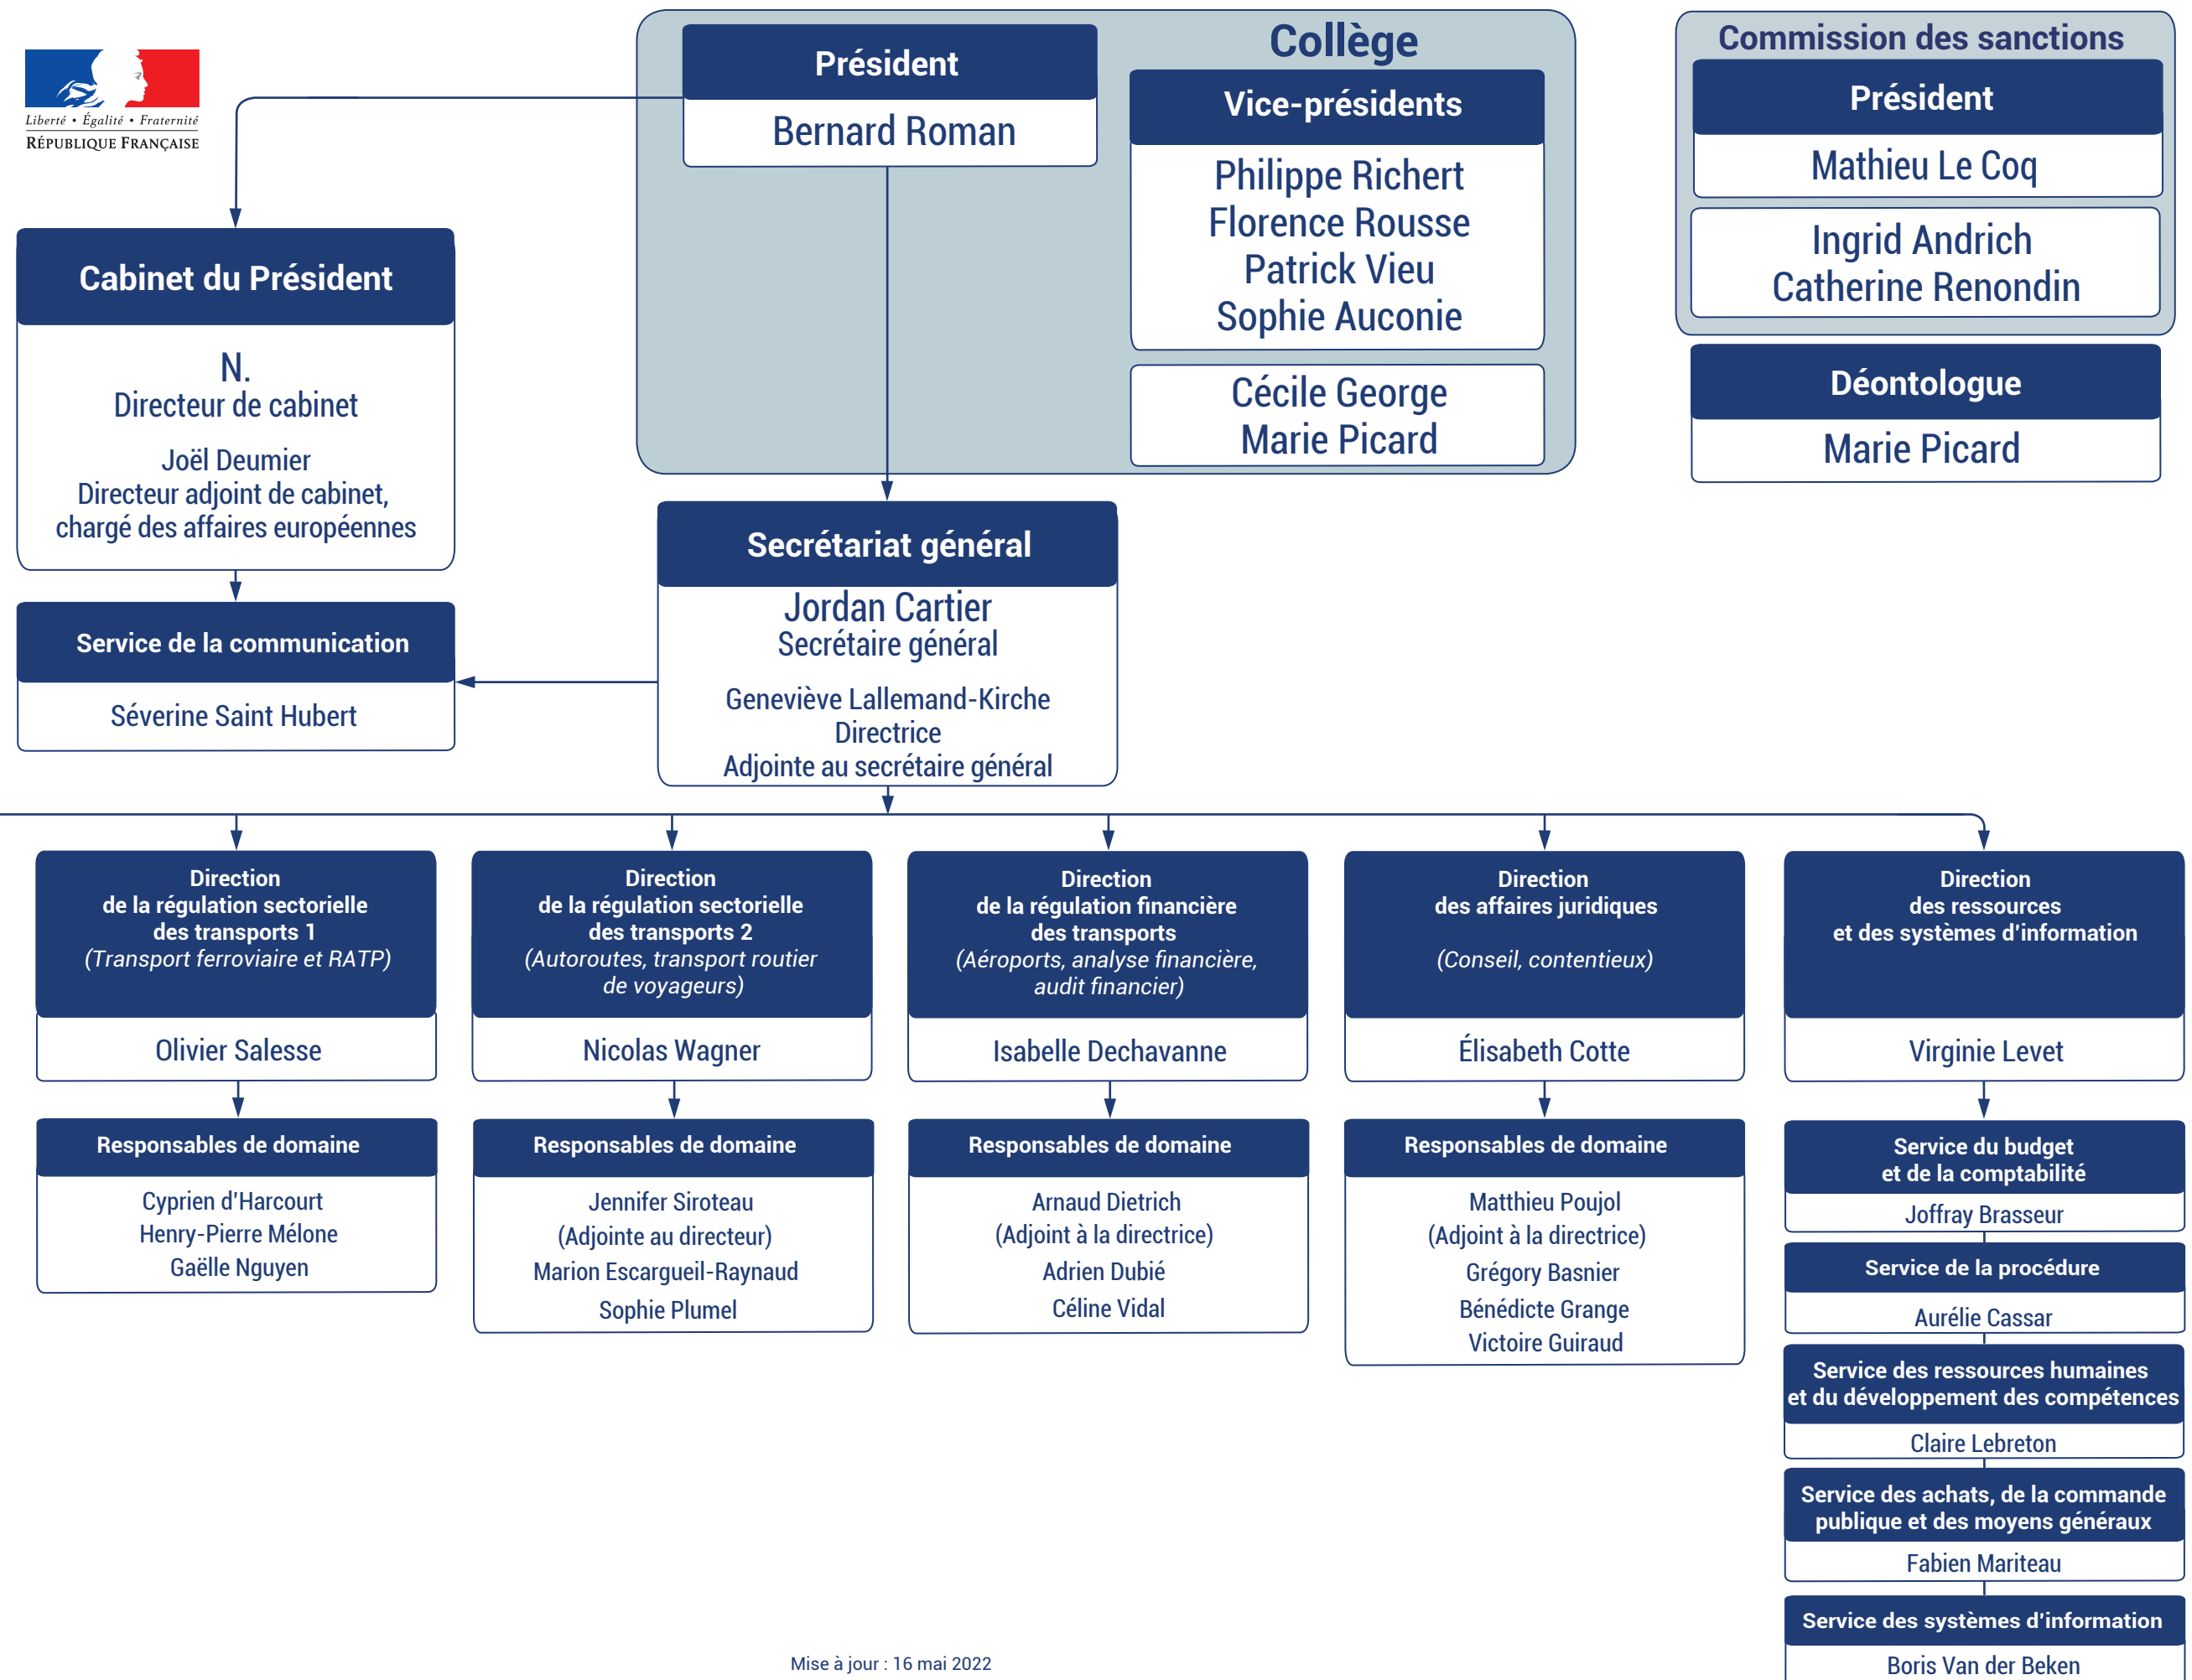 Liberté • Égalité • Fraternité
RÉPUBLIQUE FRANÇAISE
Collège
Président
Bernard Roman
Vice-présidents
Philippe Richert
Florence Rousse
Patrick Vieu
Sophie Auconie
Cécile George
Marie Picard
Commission des sanctions
Président
Mathieu Le Coq
Ingrid Andrich
Catherine Renondin
Déontologue
Marie Picard
Cabinet du Président
N.
Directeur de cabinet
Joël Deumier
Directeur adjoint de cabinet,
chargé des affaires européennes
Service de la communication
Séverine Saint Hubert
Secrétariat général
Jordan Cartier
Secrétaire général
Geneviève Lallemand-Kirche
Directrice
Adjointe au secrétaire général
Direction
de la régulation sectorielle
des transports 1
(Transport ferroviaire et RATP)
Olivier Salesse
Responsables de domaine
Cyprien d'Harcourt
Henry-Pierre Mélone
Gaëlle Nguyen
Direction
de la régulation sectorielle
des transports 2
(Autoroutes, transport routier
de voyageurs)
Nicolas Wagner
Responsables de domaine
Jennifer Siroteau
(Adjointe au directeur)
Marion Escargueil-Raynaud
Sophie Plumel
Direction
de la régulation financière
des transports
(Aéroports, analyse financière,
audit financier)
Isabelle Dechavanne
Responsables de domaine
Arnaud Dietrich
(Adjoint à la directrice)
Adrien Dubié
Céline Vidal
Direction
des affaires juridiques
(Conseil, contentieux)
Élisabeth Cotte
Responsables de domaine
Matthieu Poujol
(Adjoint à la directrice)
Grégory Basnier
Bénédicte Grange
Victoire Guiraud
Direction
des ressources
et des systèmes d'information
Virginie Levet
Service du budget
et de la comptabilité
Joffray Brasseur
Service de la procédure
Aurélie Cassar
Service des ressources humaines
et du développement des compétences
Claire Lebreton
Service des achats, de la commande
publique et des moyens généraux
Fabien Mariteau
Service des systèmes d'information
Boris Van der Beken
Mise à jour : 16 mai 2022